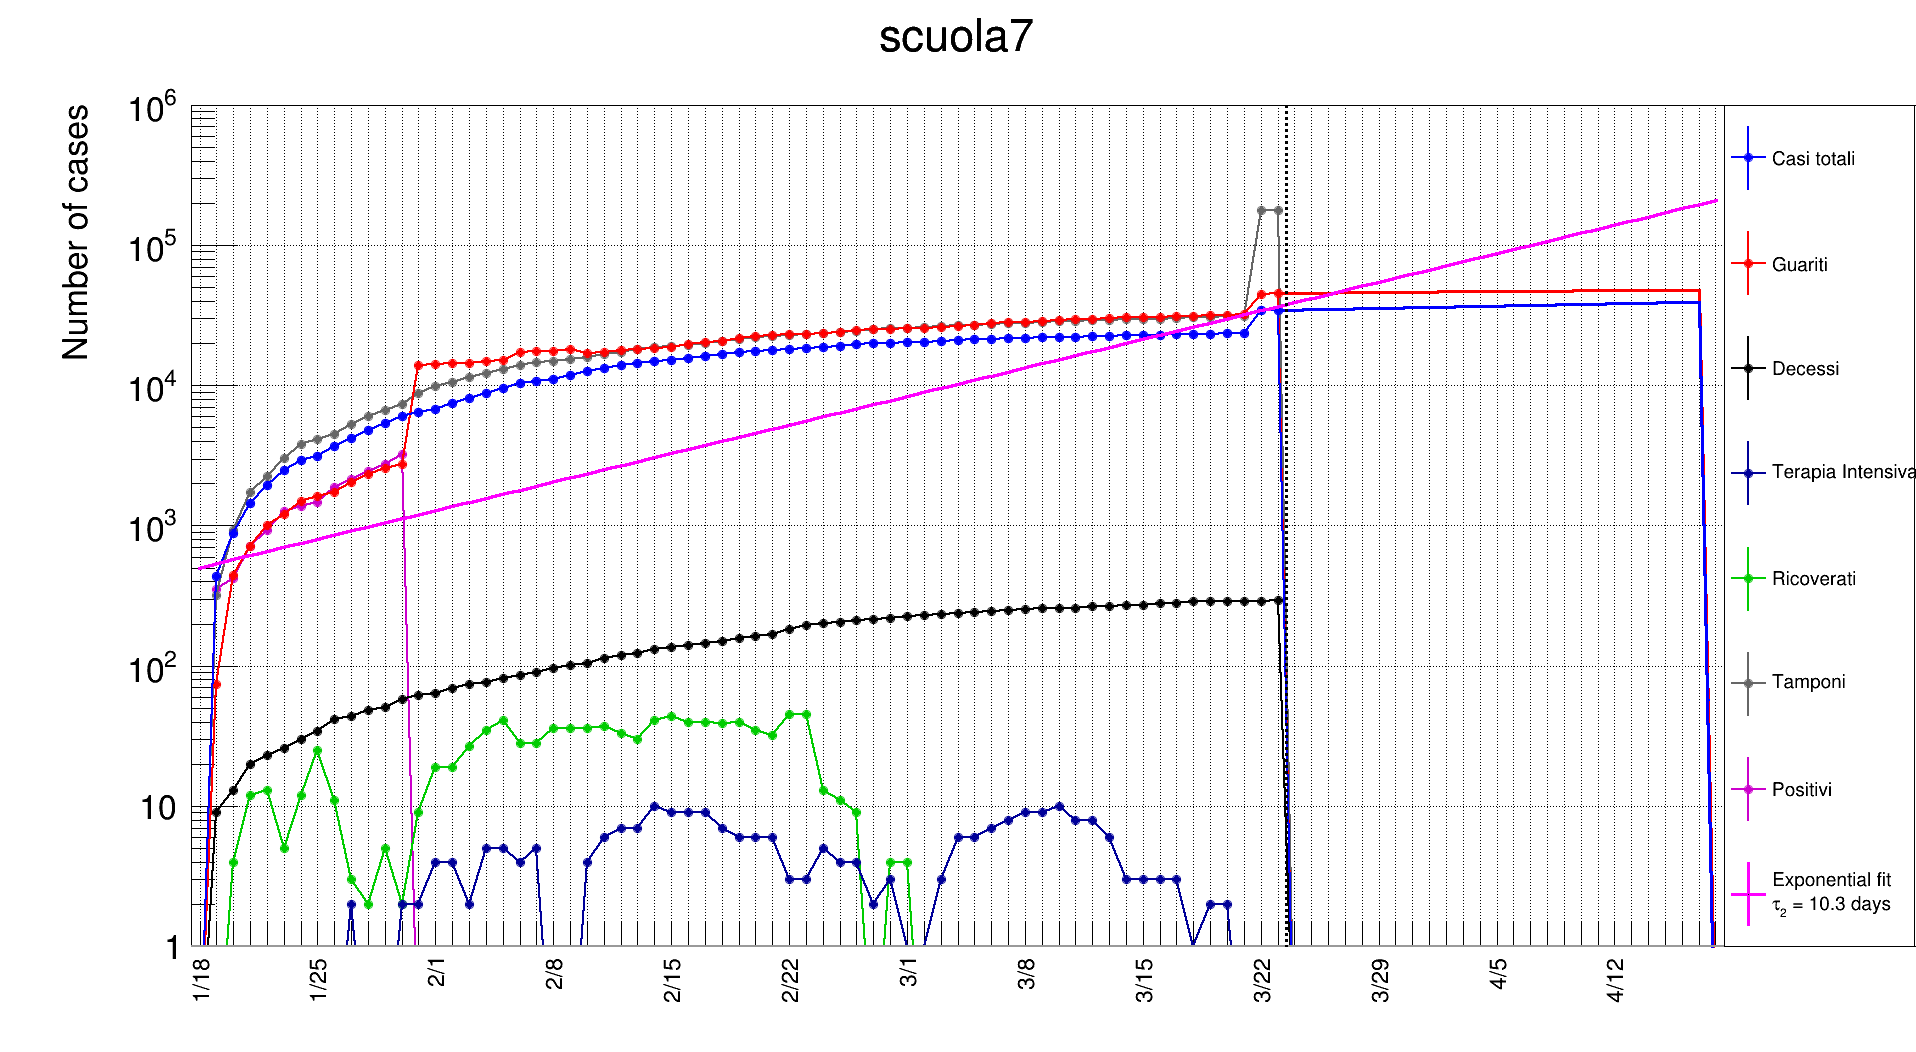 scuola7
Number of cases
10^6
10^5
10^4
10^3
10^2
10
1
1/18
1/25
2/1
2/8
2/15
2/22
3/1
3/8
3/15
3/22
3/29
4/5
4/12
Casi totali
Guariti
Decessi
Terapia Intensiva
Ricoverati
Tamponi
Positivi
Exponential fit
τ₂ = 10.3 days